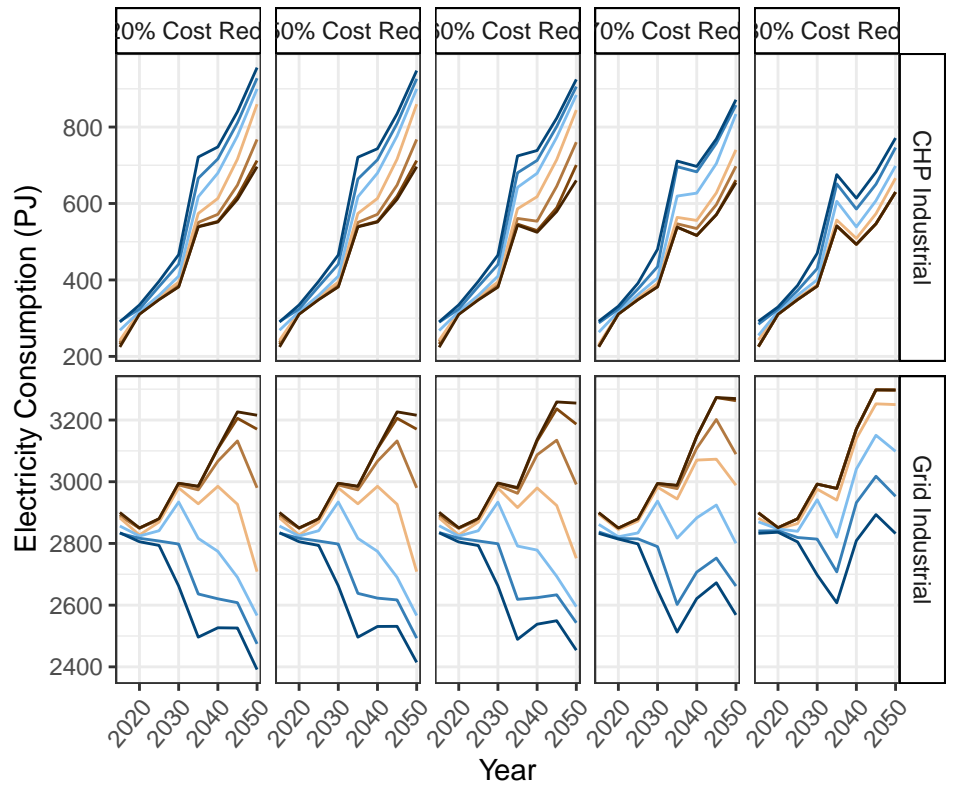 20% Cost Red
50% Cost Red
60% Cost Red
70% Cost Red
80% Cost Red
Electricity Consumption (PJ)
800
600
400
200
CHP Industrial
3200
3000
2800
2600
2400
Grid Industrial
2020 2030 2040 2050
2020 2030 2040 2050
2020 2030 2040 2050
2020 2030 2040 2050
2020 2030 2040 2050
Year